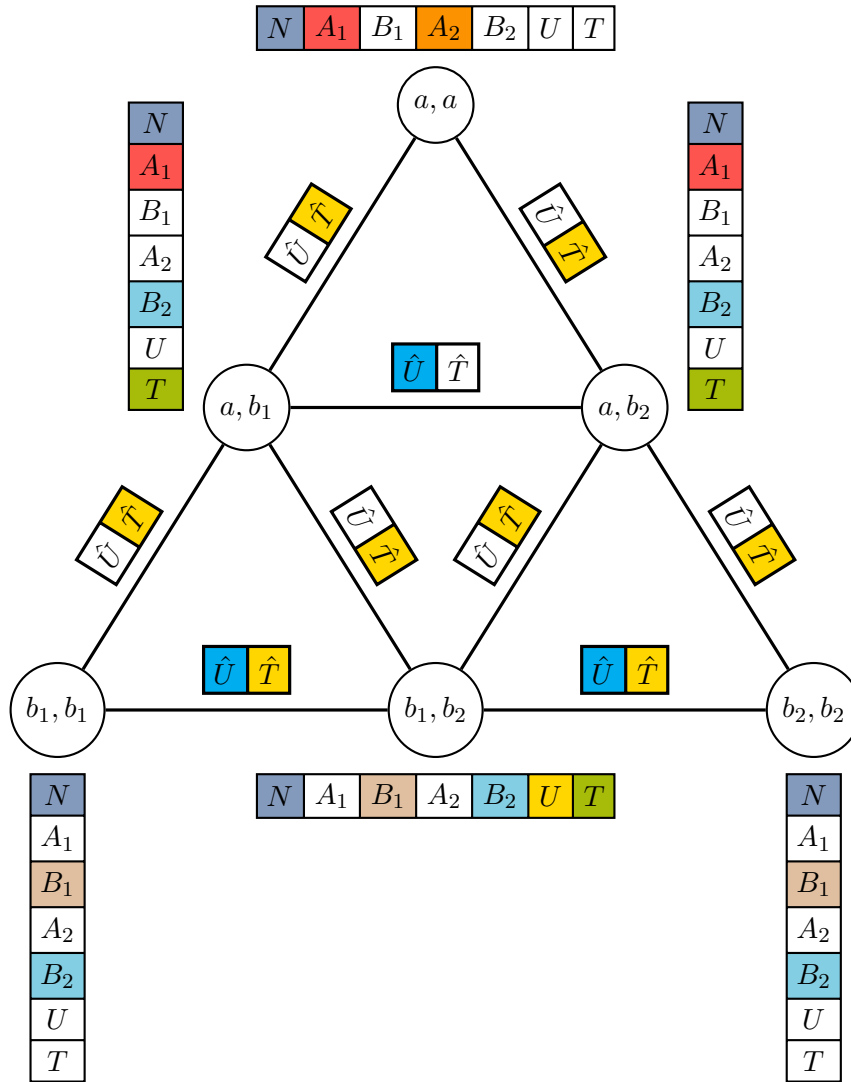 N A₁ B₁ A₂ B₂ U T
a, a
N
A₁
B₁
A₂
B₂
U
T
N
A₁
B₁
A₂
B₂
U
T
Û T̂
Û T̂
Û T̂
a, b₁
a, b₂
Û T̂
Û T̂
Û T̂
Û T̂
Û T̂
Û T̂
b₁, b₁
b₁, b₂
b₂, b₂
N
A₁
B₁
A₂
B₂
U
T
N A₁ B₁ A₂ B₂ U T
N
A₁
B₁
A₂
B₂
U
T